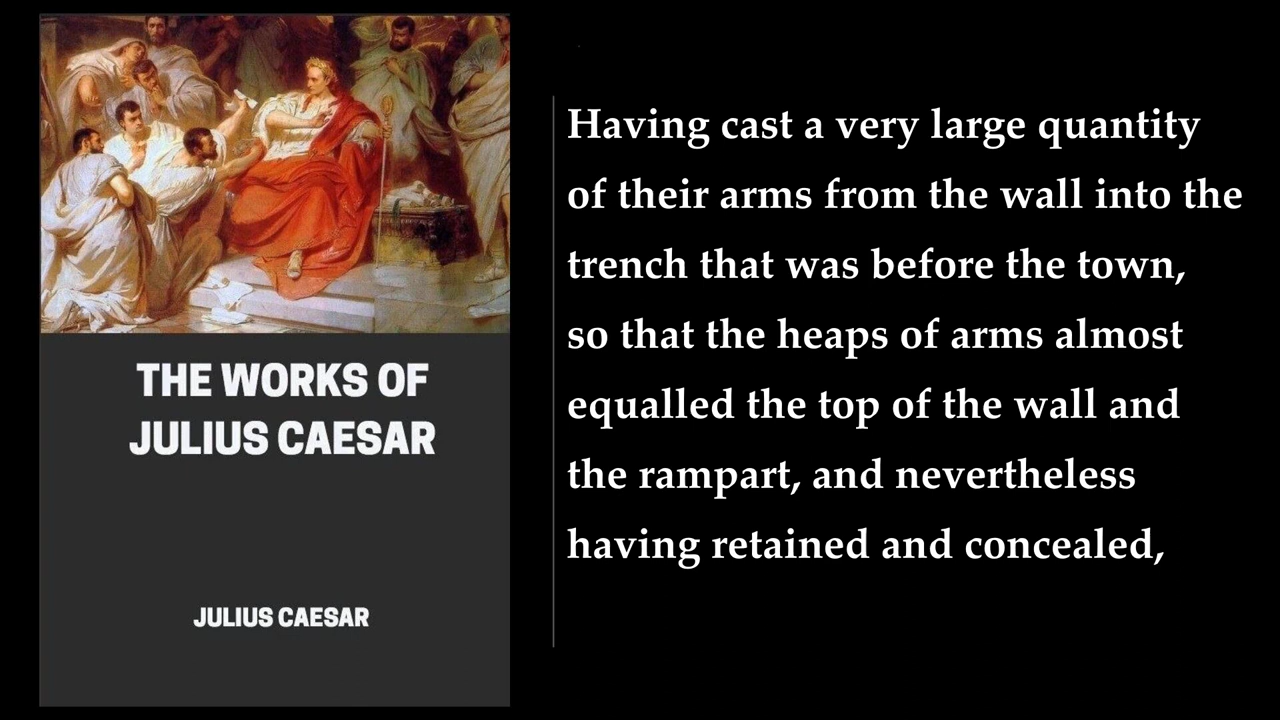 THE WORKS OF
JULIUS CAESAR
JULIUS CAESAR
Having cast a very large quantity
of their arms from the wall into the
trench that was before the town,
so that the heaps of arms almost
equalled the top of the wall and
the rampart, and nevertheless
having retained and concealed,